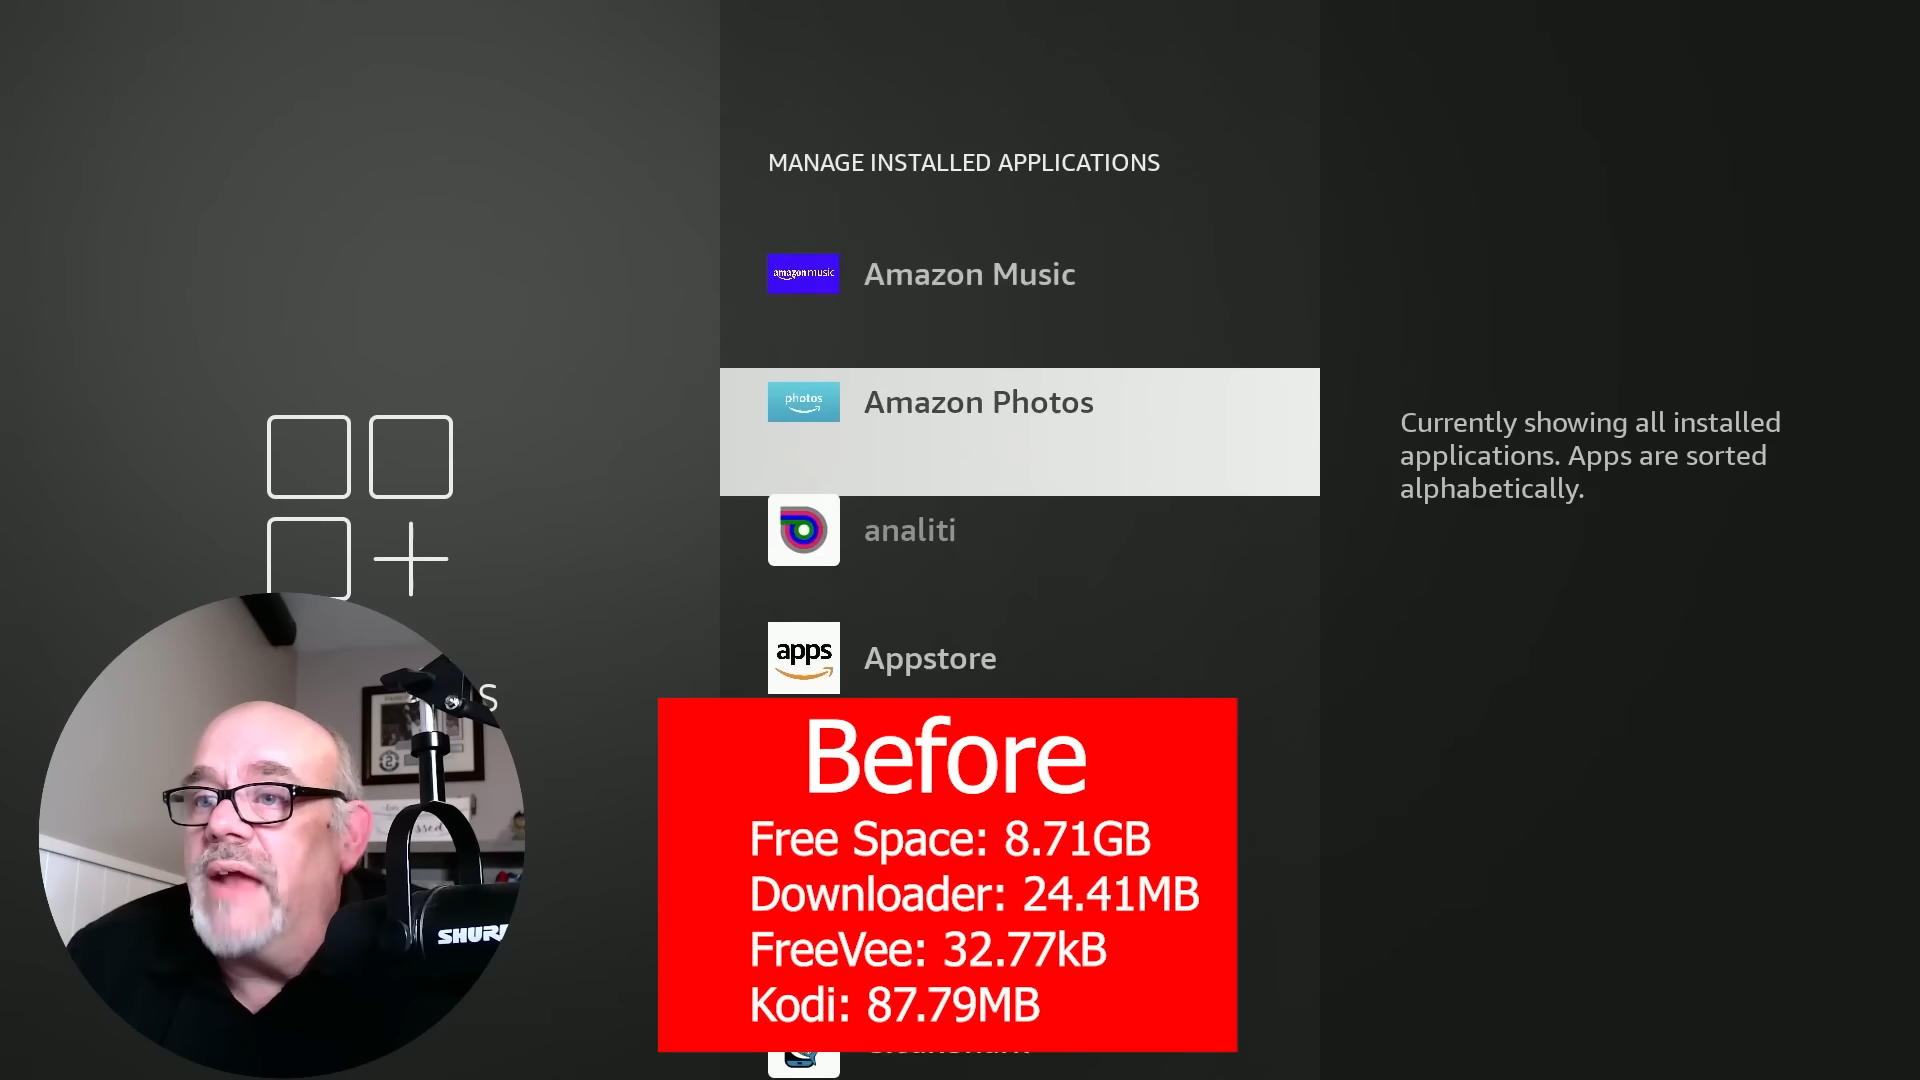 MANAGE INSTALLED APPLICATIONS
amazon music
Amazon Music
photos
Amazon Photos
analiti
apps
Appstore
Currently showing all installed
applications. Apps are sorted
alphabetically.
S
SHURE
Before
Free Space: 8.71GB
Downloader: 24.41MB
FreeVee: 32.77kB
Kodi: 87.79MB